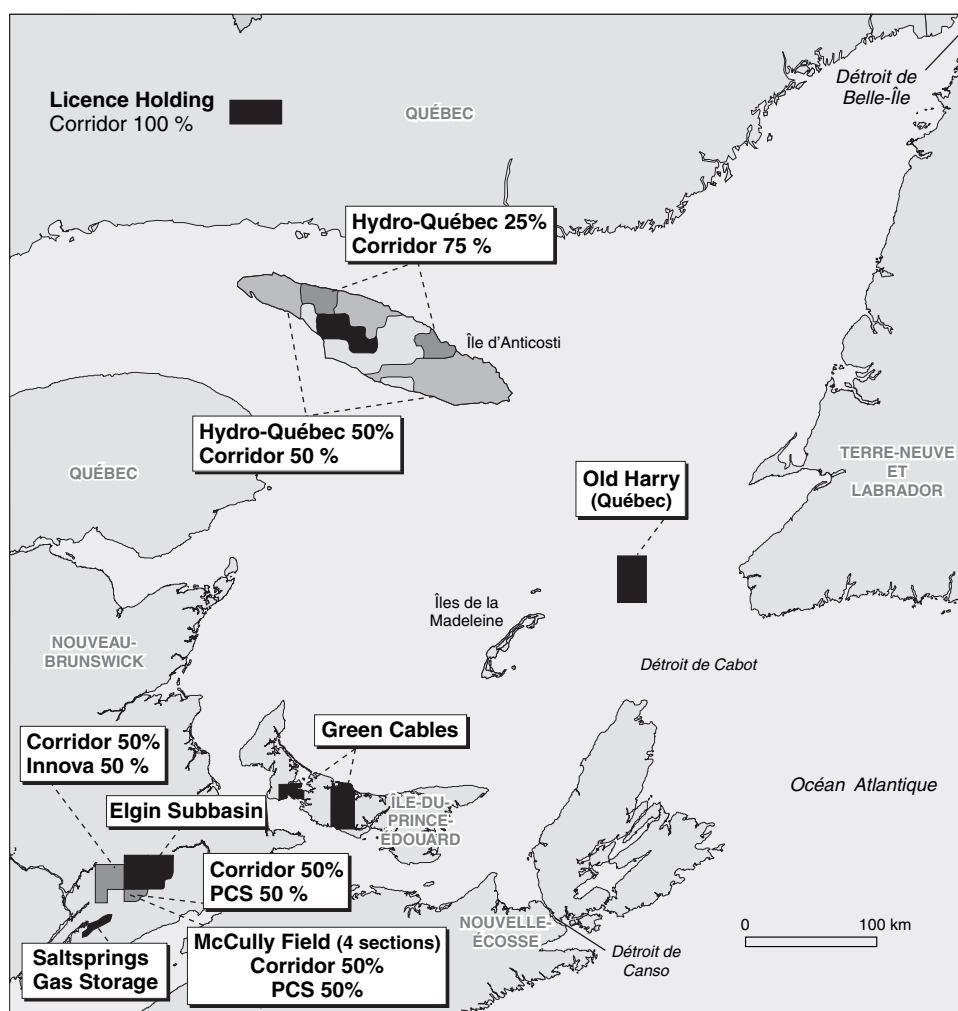 Détroit de
Belle-Île
Licence Holding
Corridor 100 %
QUÉBEC
Hydro-Québec 25%
Corridor 75 %
Île d'Anticosti
Hydro-Québec 50%
Corridor 50 %
QUÉBEC
TERRE-NEUVE
ET
LABRADOR
Old Harry
(Québec)
Îles de la
Madeleine
NOUVEAU-
BRUNSWICK
Détroit de Cabot
Green Cables
Corridor 50%
Innova 50 %
Océan Atlantique
Elgin Subbasin
ÎLE-DU-
PRINCE-
ÉDOUARD
Corridor 50%
PCS 50 %
NOUVELLE-
ÉCOSSE
0 100 km
McCully Field (4 sections)
Corridor 50%
PCS 50%
Saltsprings
Gas Storage
Détroit de
Canso